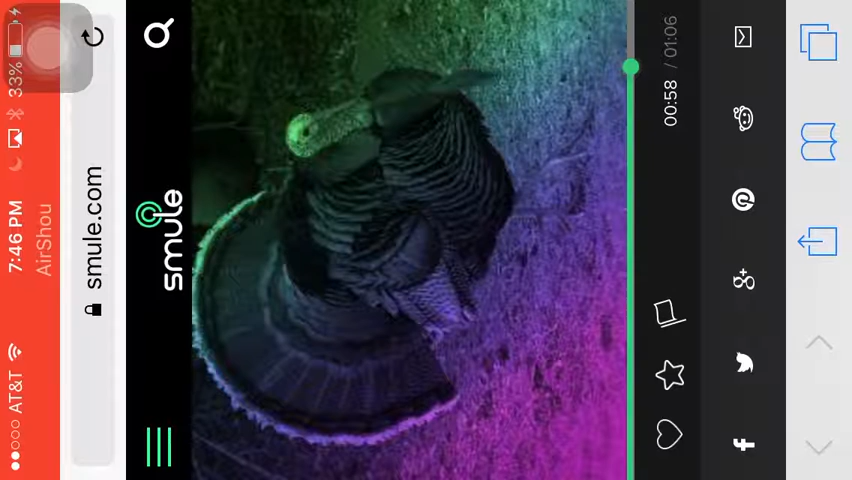 AT&T 7:46 PM 33%
AirShou
smule.com
smule
00:58 / 01:06